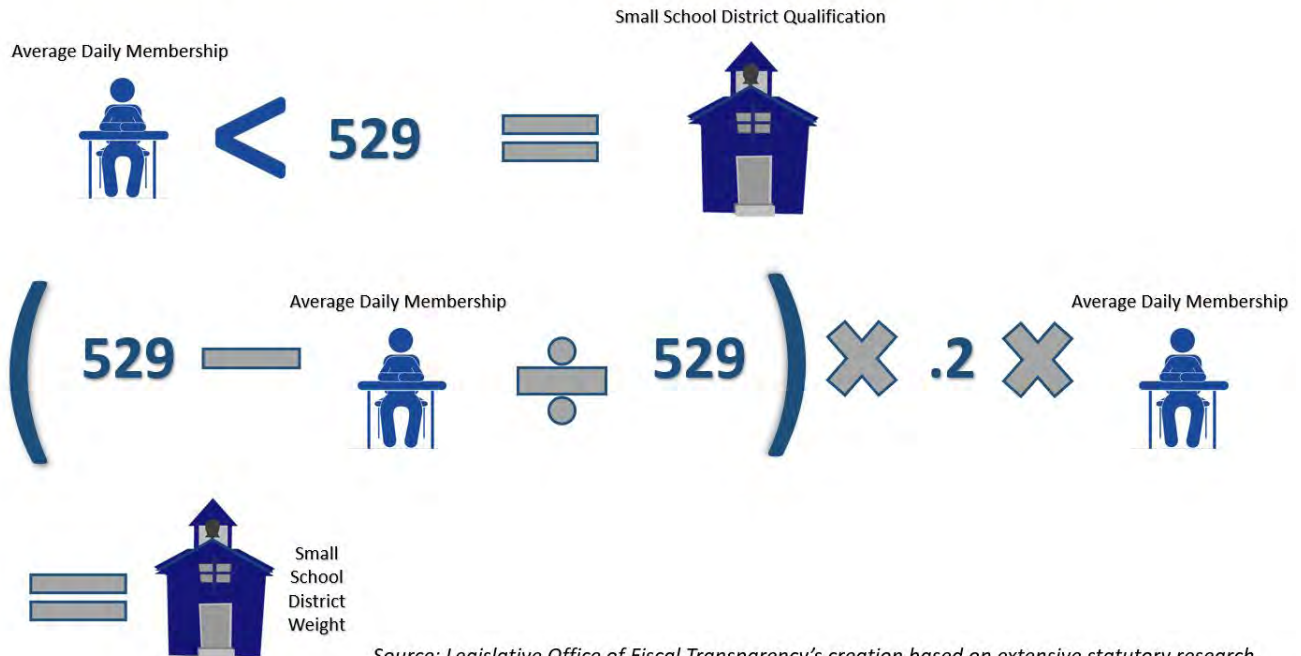 Small School District Qualification
Average Daily Membership
< 529 =
Average Daily Membership
Average Daily Membership
( 529 − ÷ 529 ) × .2 ×
=
Small
School
District
Weight
Source: Legislative Office of Fiscal Transparency's creation based on extensive statutory research